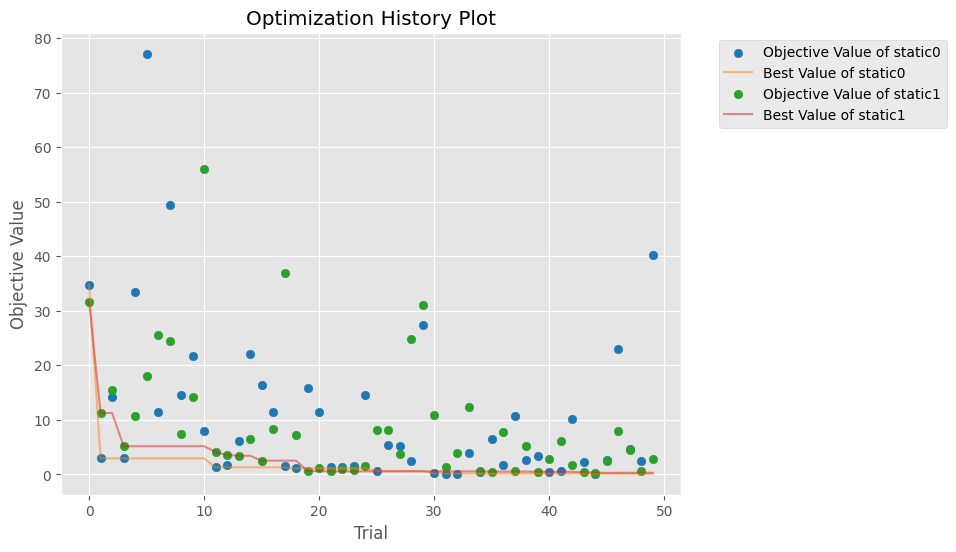 Optimization History Plot
Objective Value of static0
Best Value of static0
Objective Value of static1
Best Value of static1
Objective Value
80
70
60
50
40
30
20
10
0
0 10 20 30 40 50
Trial